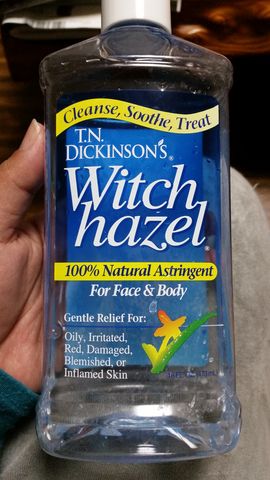 Cleanse, Soothe, Treat
T.N.
DICKINSON'S®
Witch
hazel®
100% Natural Astringent
For Face & Body
Gentle Relief For:
Oily, Irritated,
Red, Damaged,
Blemished, or
Inflamed Skin